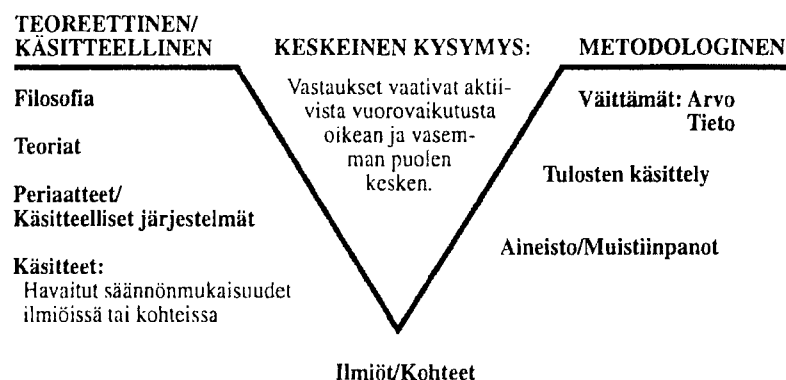 TEOREETTINEN/
KÄSITTEELLINEN
Filosofia
Teoriat
Periaatteet/
Käsitteelliset järjestelmät
Käsitteet:
Havaitut säännönmukaisuudet
ilmiöissä tai kohteissa
KESKEINEN KYSYMYS:
Vastaukset vaativat aktii-
vista vuorovaikutusta
oikean ja vasem-
man puolen
kesken.
METODOLOGINEN
Väittämät: Arvo
Tieto
Tulosten käsittely
Aineisto/Muistiinpanot
Ilmiöt/Kohteet